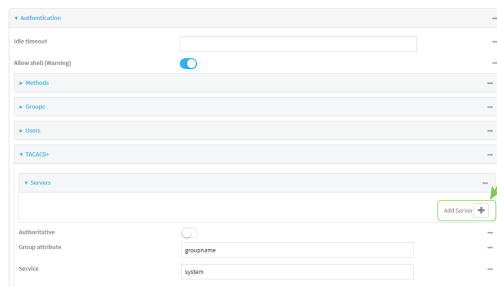 Authentication
Idle timeout
Allow shell (Warning)
Methods
Groups
Users
TACACS+
Servers
Add Server
Authoritative
Group attribute groupname
Service system